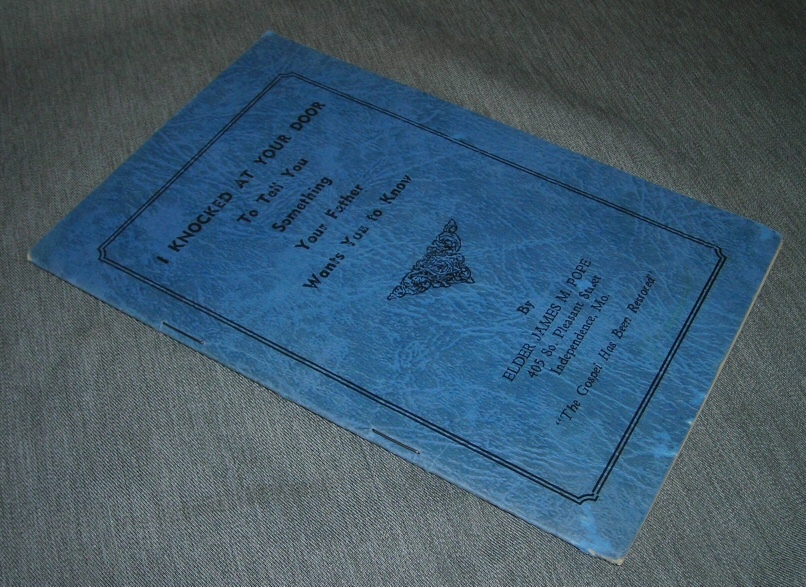 I KNOCKED AT YOUR DOOR
To Tell You
Something
Your Father
Wants You to Know
By
ELDER JAMES M. POPE
405 So. Pleasant Street
Independence, Mo.
"The Gospel Has Been Restored"